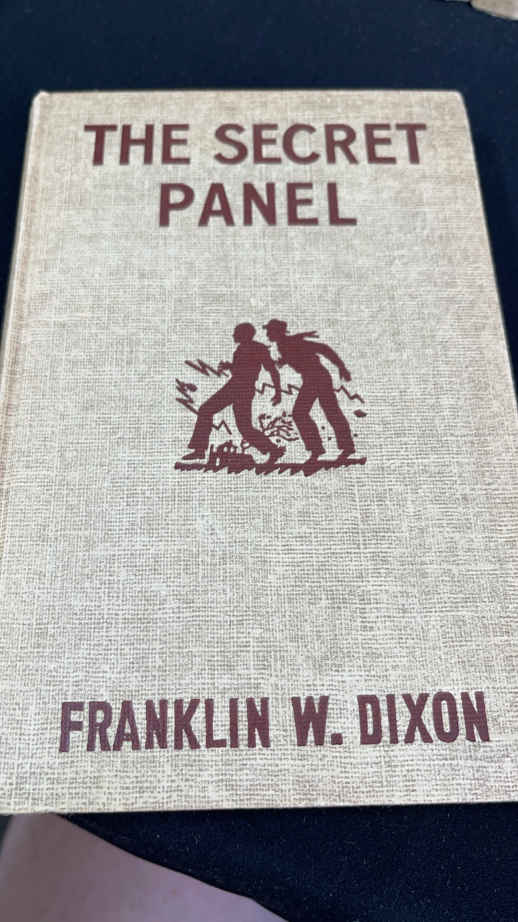 THE SECRET
PANEL
FRANKLIN W. DIXON